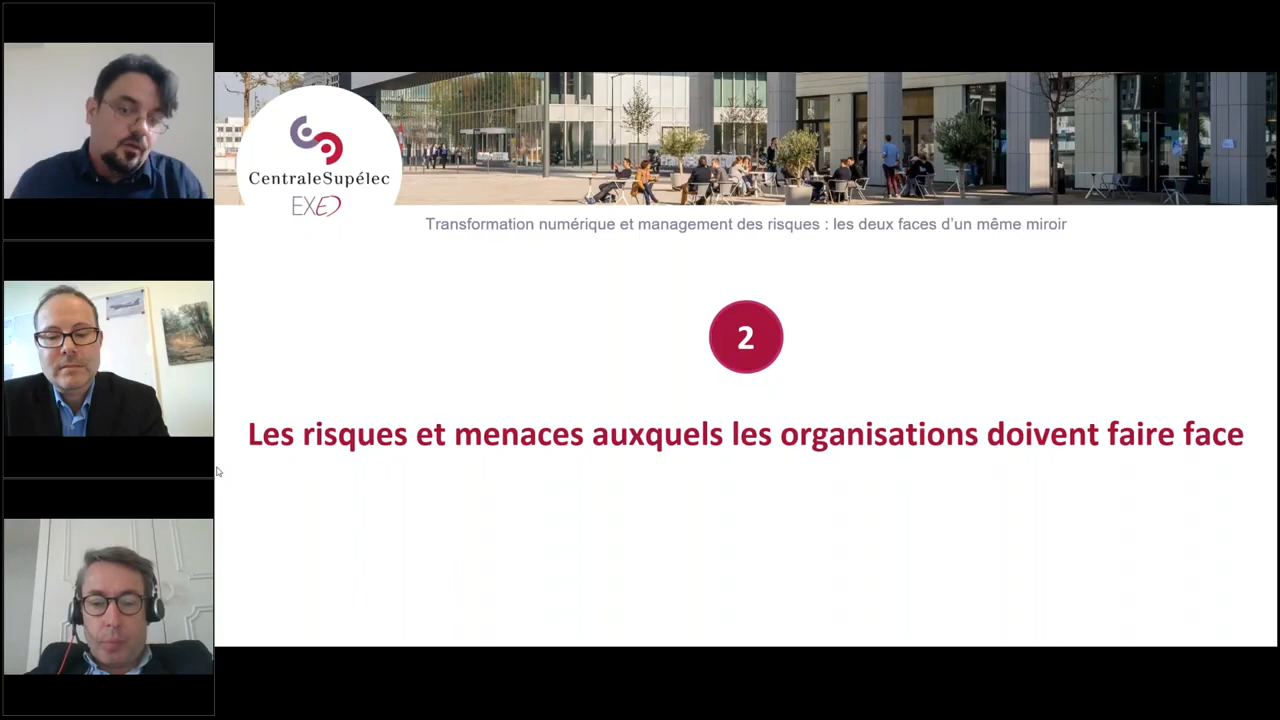 CentraleSupélec
EXED
Transformation numérique et management des risques : les deux faces d'un même miroir
2
Les risques et menaces auxquels les organisations doivent faire face